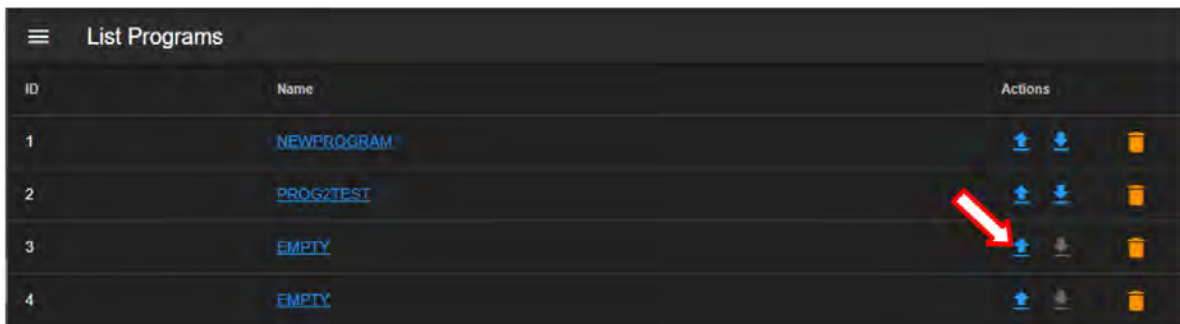 List Programs
ID Name Actions
1 NEWPROGRAM
2 PROG2TEST
3 EMPTY
4 EMPTY